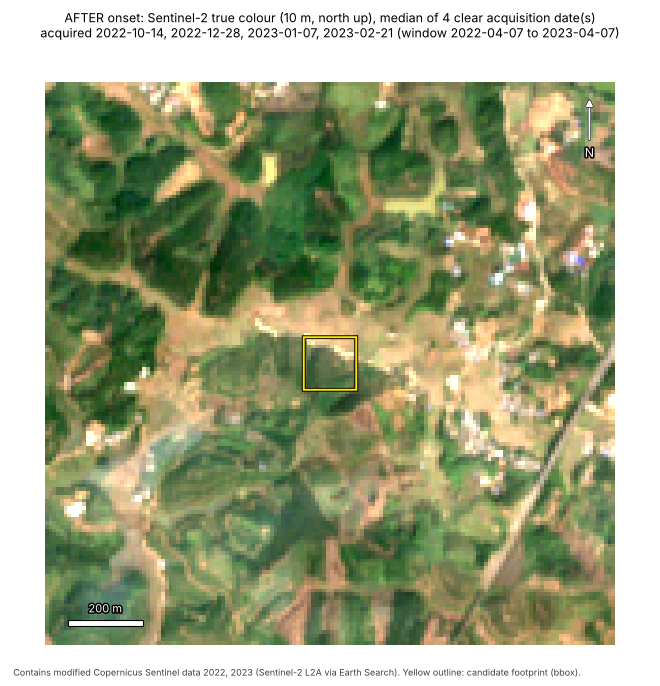 AFTER onset: Sentinel-2 true colour (10 m, north up), median of 4 clear acquisition date(s)
acquired 2022-10-14, 2022-12-28, 2023-01-07, 2023-02-21 (window 2022-04-07 to 2023-04-07)
N
200 m
Contains modified Copernicus Sentinel data 2022, 2023 (Sentinel-2 L2A via Earth Search). Yellow outline: candidate footprint (bbox).